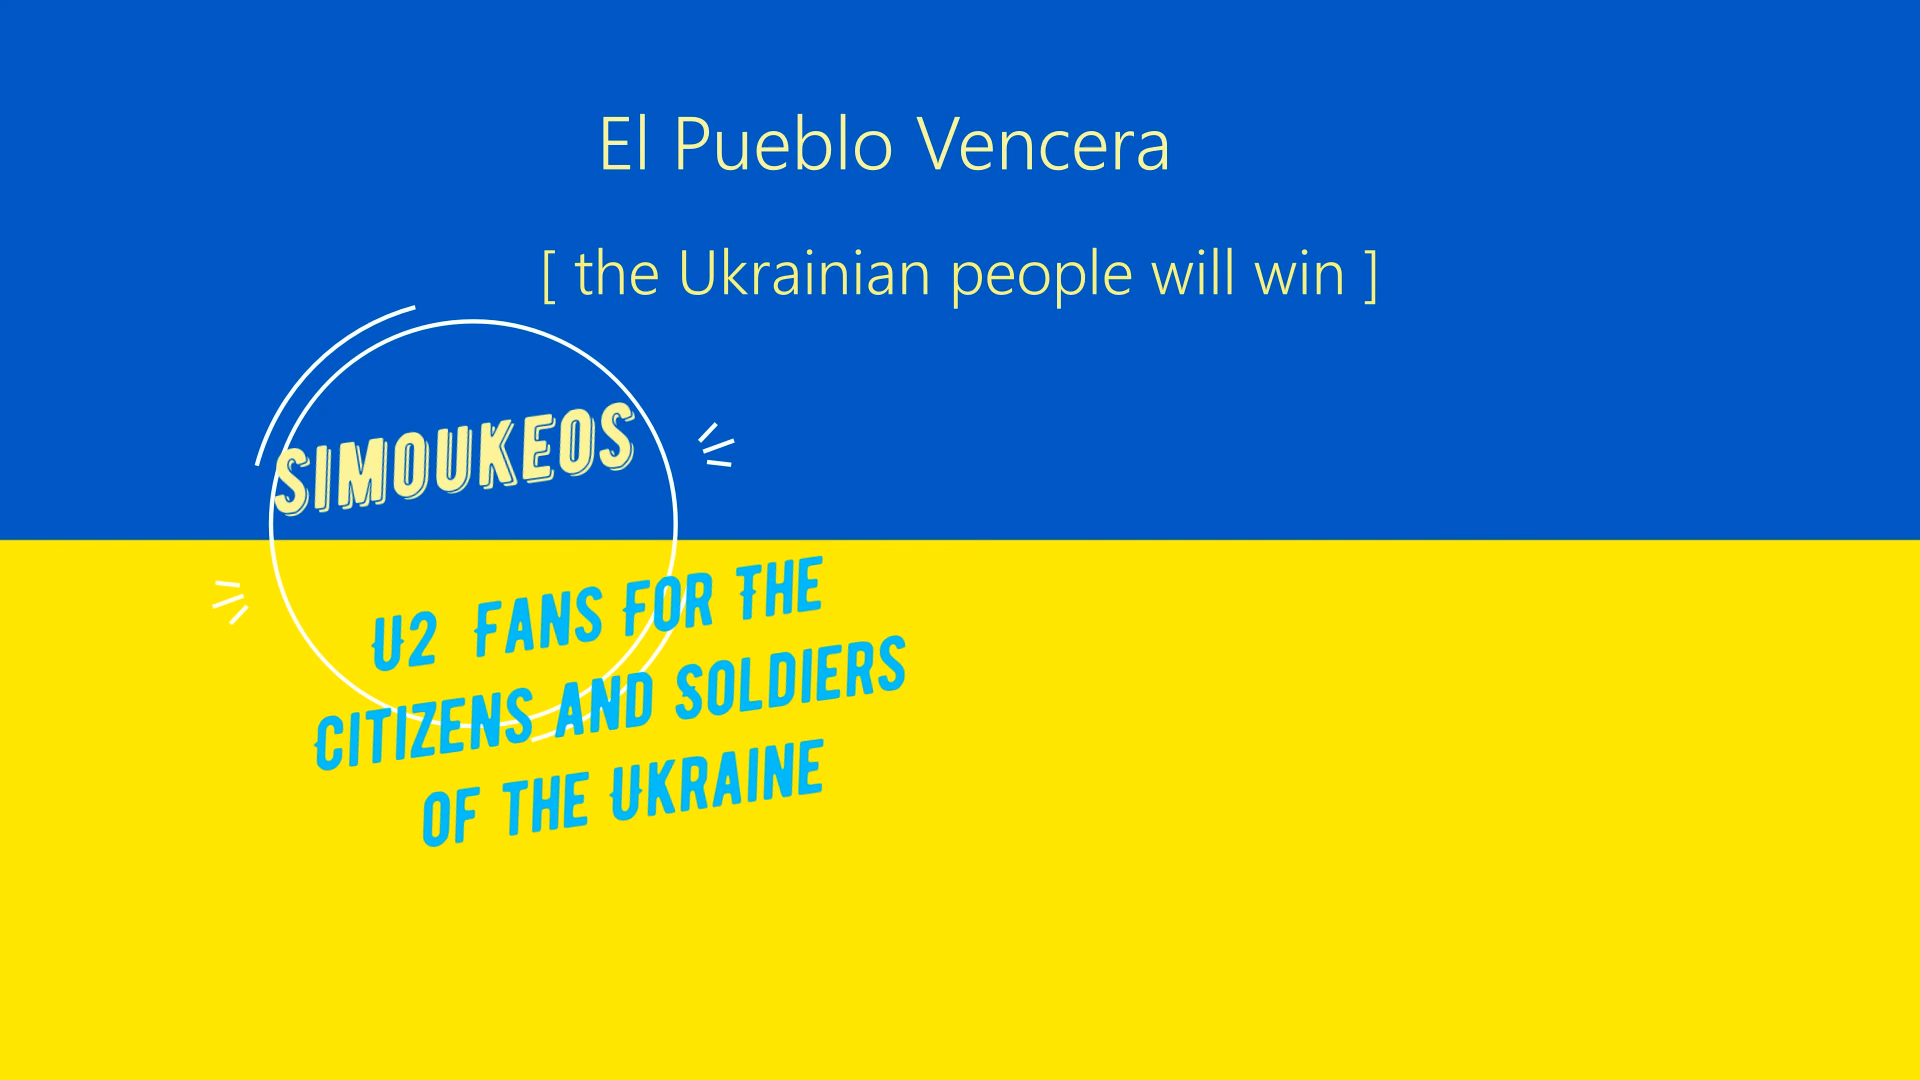 El Pueblo Vencera
[ the Ukrainian people will win ]
SIMOUKEOS
U2 FANS FOR THE
CITIZENS AND SOLDIERS
OF THE UKRAINE